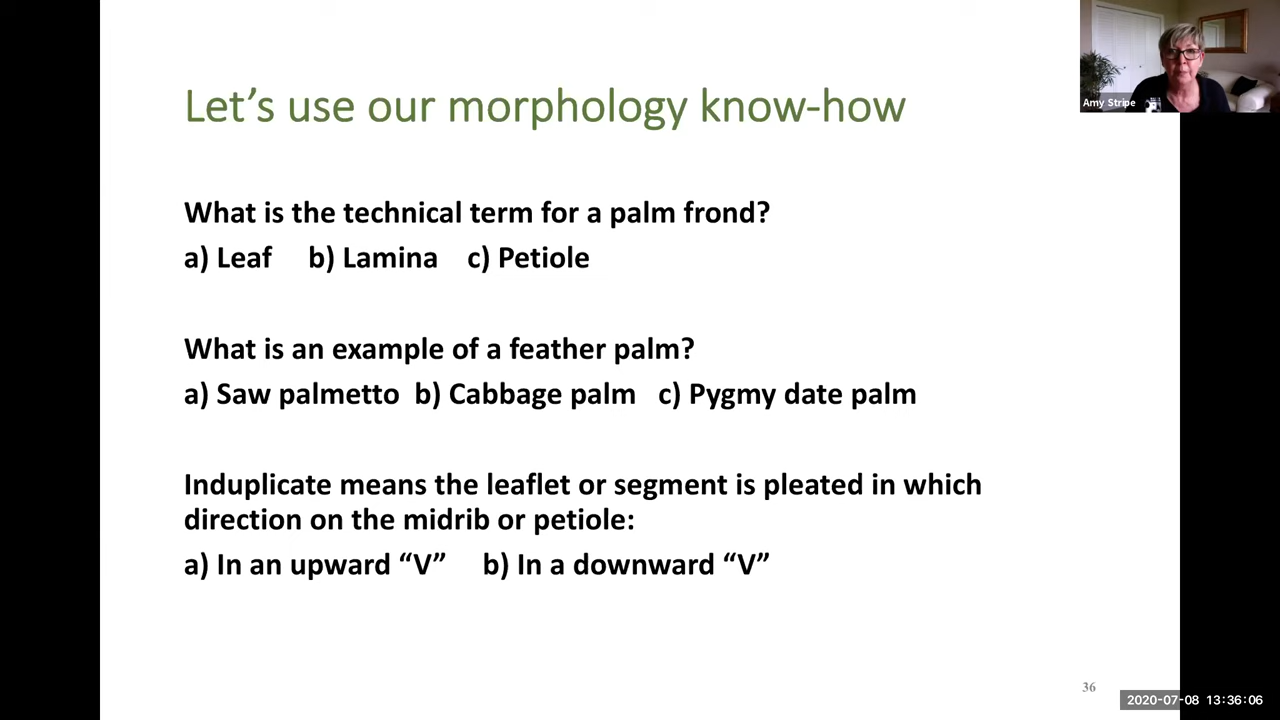 Let's use our morphology know-how
Amy Stripe
What is the technical term for a palm frond?
a) Leaf b) Lamina c) Petiole
What is an example of a feather palm?
a) Saw palmetto b) Cabbage palm c) Pygmy date palm
Induplicate means the leaflet or segment is pleated in which
direction on the midrib or petiole:
a) In an upward “V” b) In a downward “V”
36
2020-07-08 13:36:06